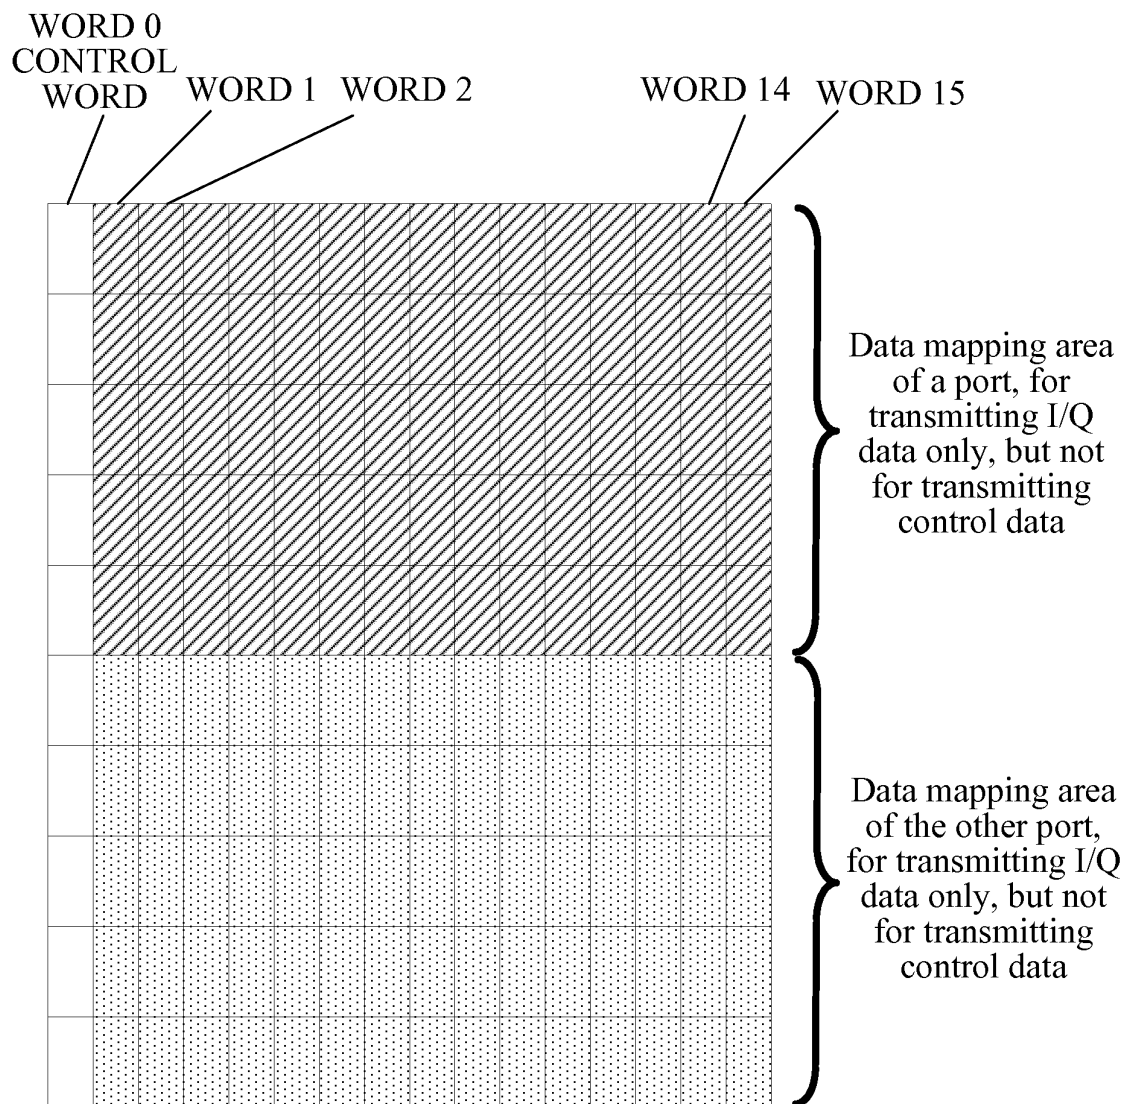 WORD 0
CONTROL
WORD
WORD 1
WORD 2
WORD 14
WORD 15
Data mapping area
of a port, for
transmitting I/Q
data only, but not
for transmitting
control data
Data mapping area
of the other port,
for transmitting I/Q
data only, but not
for transmitting
control data